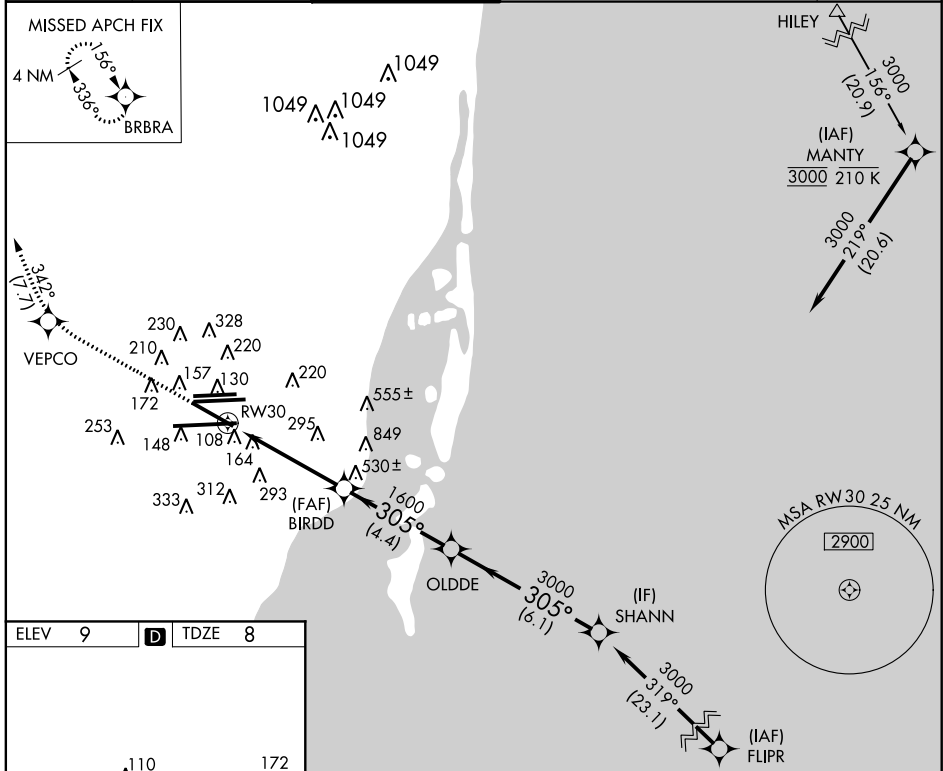 MISSED APCH FIX
156°
4 NM
336°
BRBRA
HILEY
3000
156°
(20.9)
(IAF)
MANTY
3000 210 K
3000
219°
(20.6)
1049
1049
1049
1049
342°
(7.7)
VEPCO
230
328
210
220
157
130
220
172
RW30
555±
253
148
108
295
849
164
530±
333
312
293
(FAF)
BIRDD
1600
305°
(4.4)
OLDDE
3000
305°
(6.1)
(IF)
SHANN
3000
319°
(23.1)
(IAF)
FLIPR
MSA RW30 25 NM
2900
ELEV 9 D TDZE 8
110
172